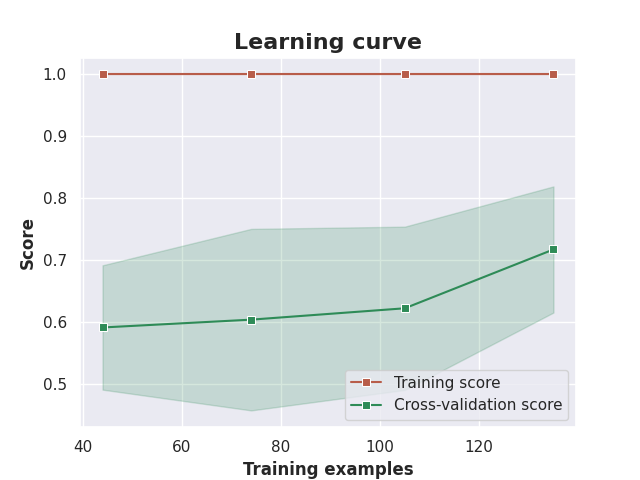 Learning curve
1.0
0.9
0.8
0.7
0.6
0.5
Score
40
60
80
100
120
Training examples
Training score
Cross-validation score